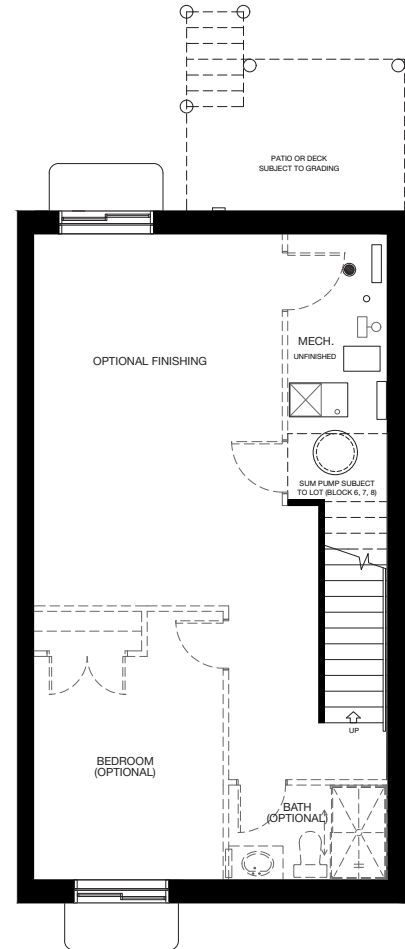 PATIO OR DECK
SUBJECT TO GRADING
MECH.
UNFINISHED
OPTIONAL FINISHING
SUM PUMP SUBJECT
TO LOT (BLOCK 6, 7, 8)
UP
BEDROOM
(OPTIONAL)
BATH
(OPTIONAL)